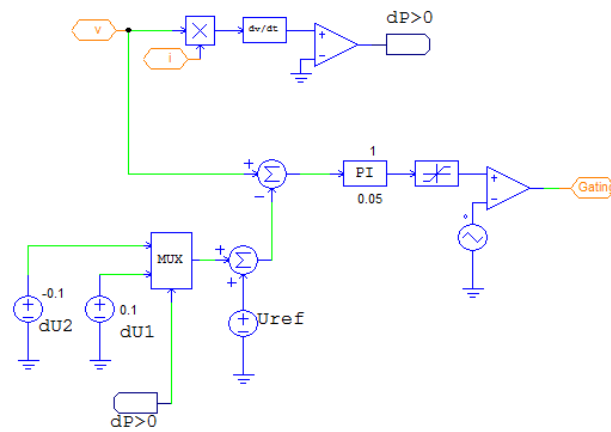 dP>0
v
dv/dt
i
1
PI
0.05
Gating
MUX
-0.1
dU2
0.1
dU1
Uref
dP>0